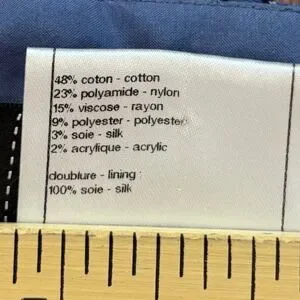 48% coton - cotton
23% polyamide - nylon
15% viscose - rayon
9% polyester - polyester
3% soie - silk
2% acrylique - acrylic
doublure - lining :
100% soie - silk